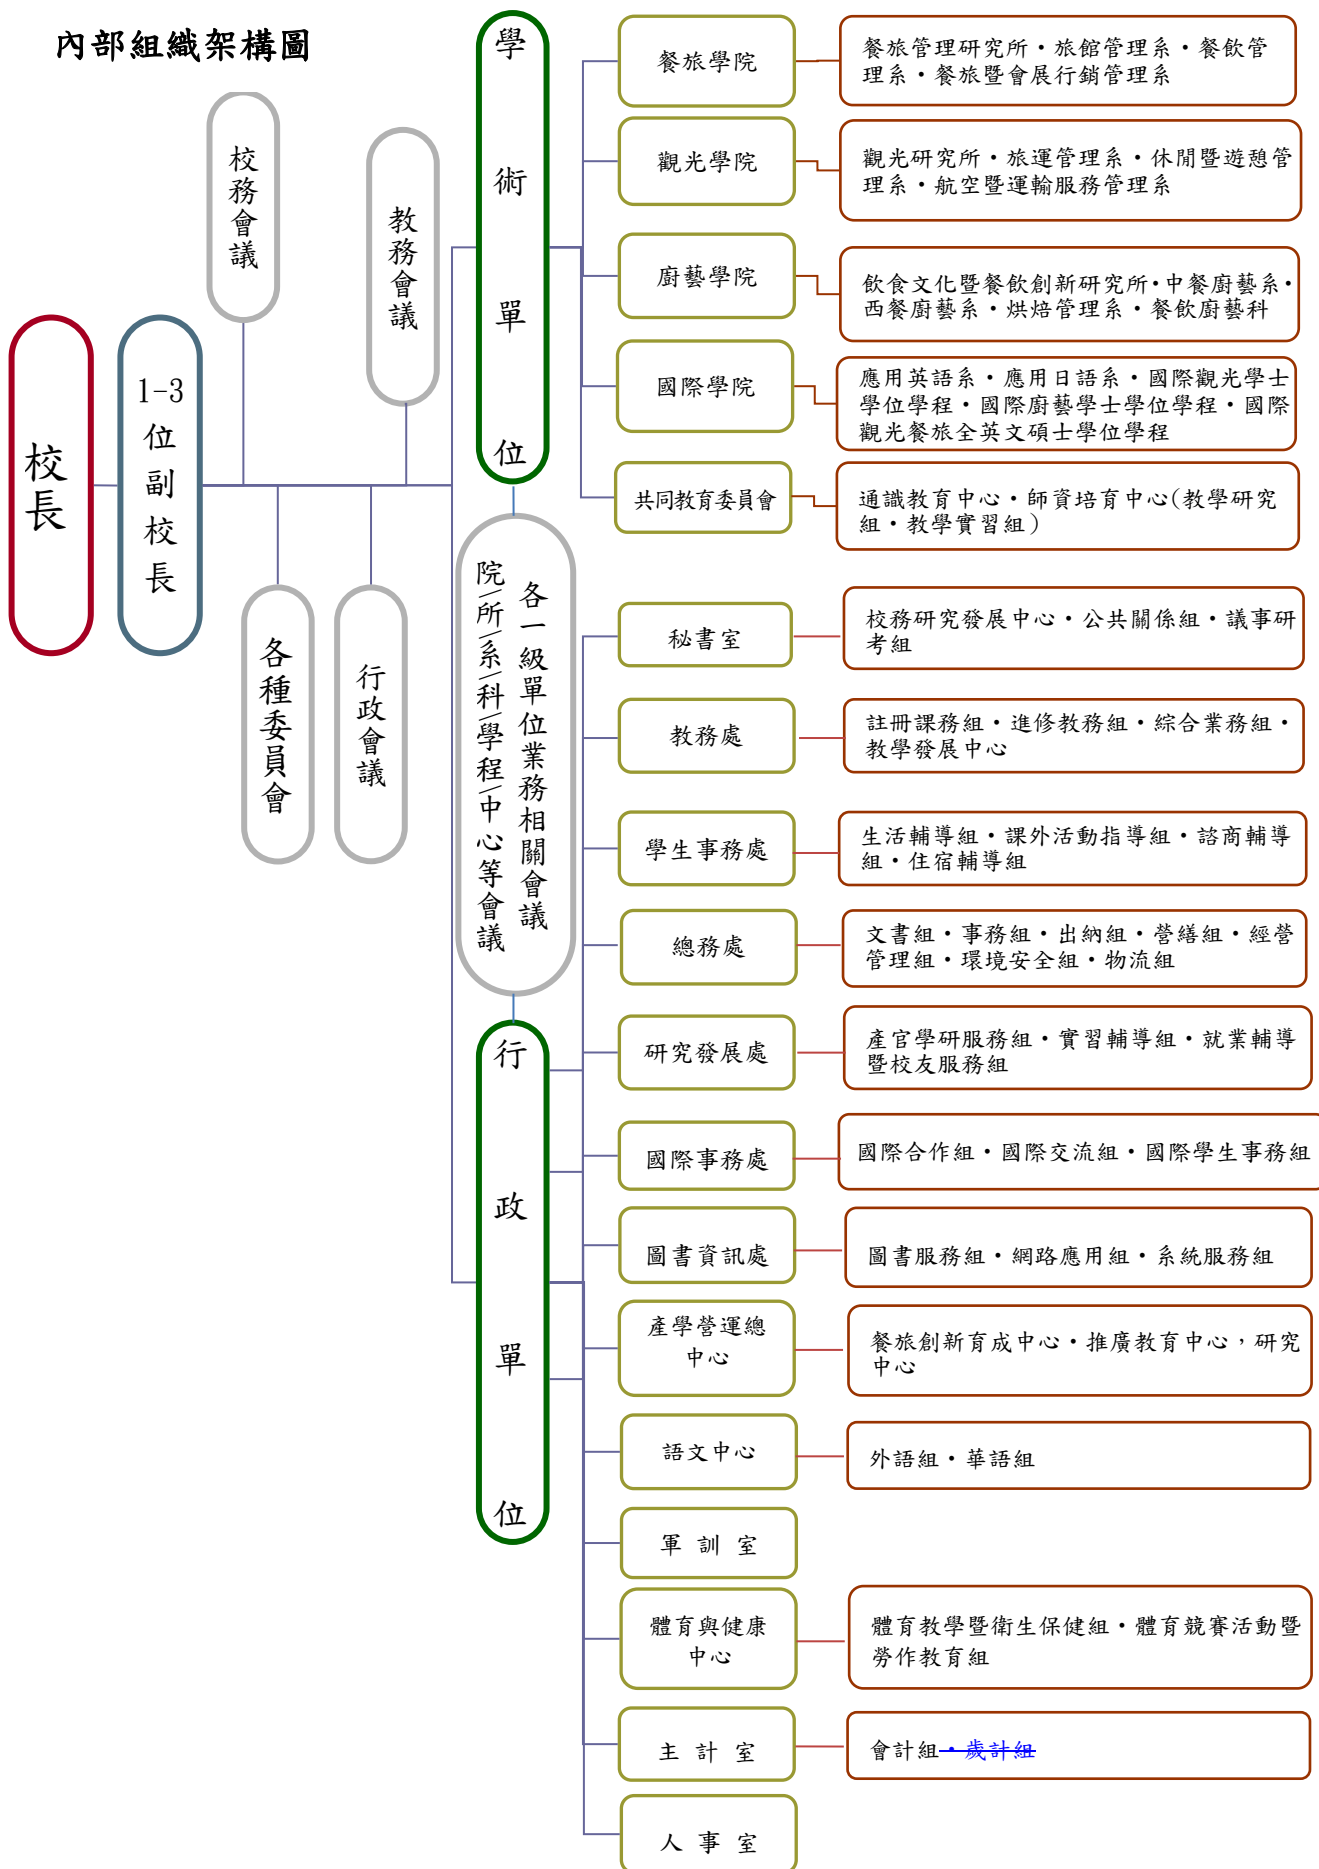 內部組織架構圖
校長
1-3位副校長
校務會議
教務會議
各種委員會
行政會議
學術單位
各一級單位業務相關會議
院\所\系\科\學程\中心等會議
行政單位
餐旅學院
餐旅管理研究所・旅館管理系・餐飲管
理系・餐旅暨會展行銷管理系
觀光學院
觀光研究所・旅運管理系・休閒暨遊憩管
理系・航空暨運輸服務管理系
廚藝學院
飲食文化暨餐飲創新研究所・中餐廚藝系・
西餐廚藝系・烘焙管理系・餐飲廚藝科
國際學院
應用英語系・應用日語系・國際觀光學士
學位學程・國際廚藝學士學位學程・國際
觀光餐旅全英文碩士學位學程
共同教育委員會
通識教育中心・師資培育中心(教學研究
組・教學實習組)
秘書室
校務研究發展中心・公共關係組・議事研
考組
教務處
註冊課務組・進修教務組・綜合業務組・
教學發展中心
學生事務處
生活輔導組・課外活動指導組・諮商輔導
組・住宿輔導組
總務處
文書組・事務組・出納組・營繕組・經營
管理組・環境安全組・物流組
研究發展處
產官學研服務組・實習輔導組・就業輔導
暨校友服務組
國際事務處
國際合作組・國際交流組・國際學生事務組
圖書資訊處
圖書服務組・網路應用組・系統服務組
產學營運總
中心
餐旅創新育成中心・推廣教育中心，研究
中心
語文中心
外語組・華語組
軍 訓 室
體育與健康
中心
體育教學暨衛生保健組・體育競賽活動暨
勞作教育組
主 計 室
會計組・歲計組
人 事 室